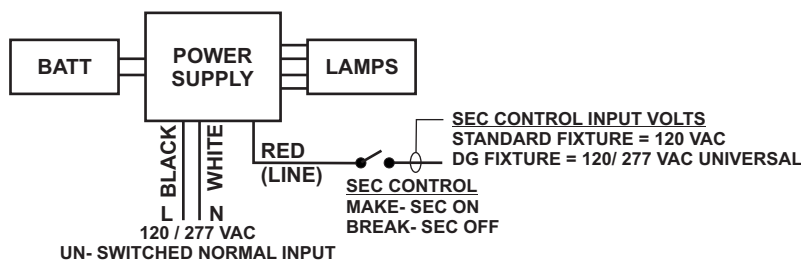 BATT
POWER
SUPPLY
LAMPS
BLACK
WHITE
L
N
120 / 277 VAC
UN- SWITCHED NORMAL INPUT
RED
(LINE)
SEC CONTROL
MAKE- SEC ON
BREAK- SEC OFF
SEC CONTROL INPUT VOLTS
STANDARD FIXTURE = 120 VAC
DG FIXTURE = 120/ 277 VAC UNIVERSAL